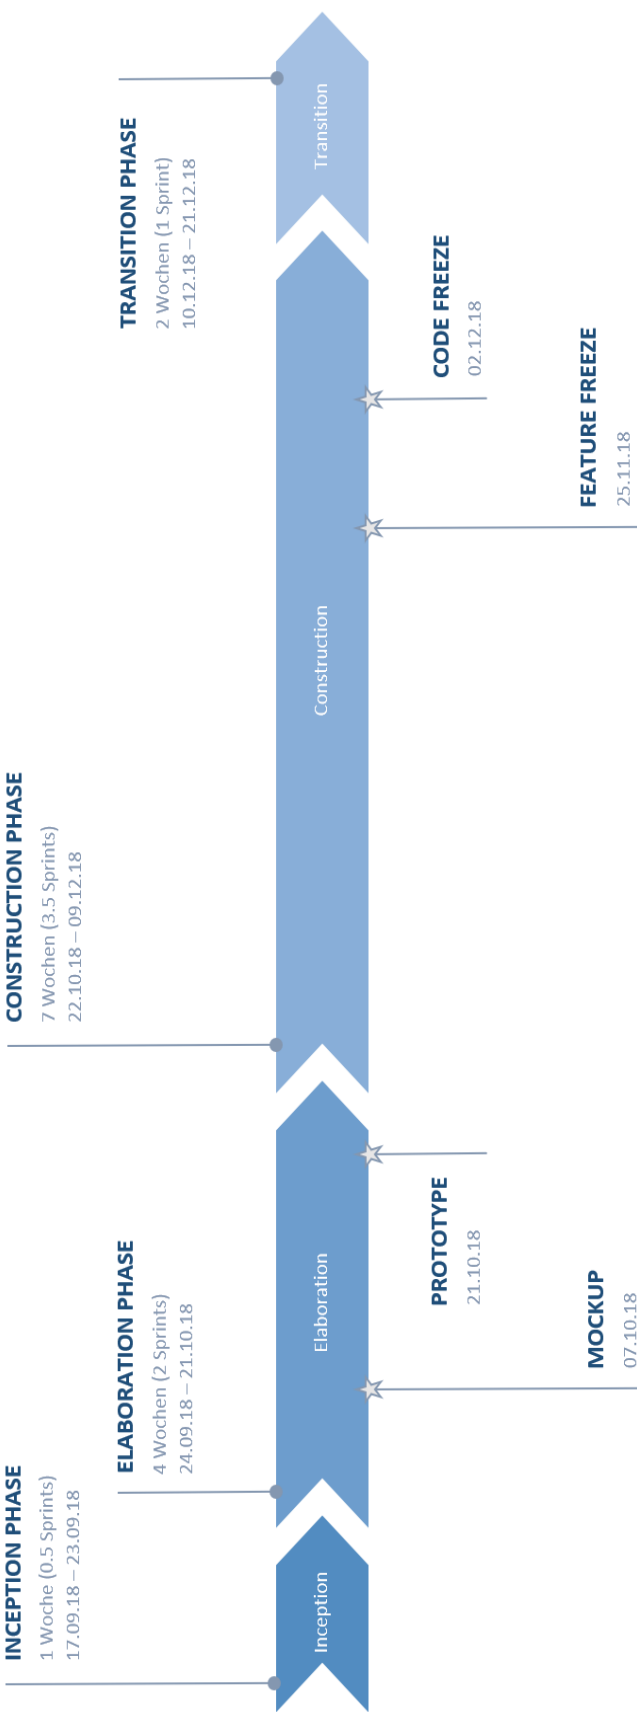 INCEPTION PHASE
1 Woche (0.5 Sprints)
17.09.18 – 23.09.18
ELABORATION PHASE
4 Wochen (2 Sprints)
24.09.18 – 21.10.18
CONSTRUCTION PHASE
7 Wochen (3.5 Sprints)
22.10.18 – 09.12.18
TRANSITION PHASE
2 Wochen (1 Sprint)
10.12.18 – 21.12.18
Inception
Elaboration
Construction
Transition
MOCKUP
07.10.18
PROTOTYPE
21.10.18
FEATURE FREEZE
25.11.18
CODE FREEZE
02.12.18